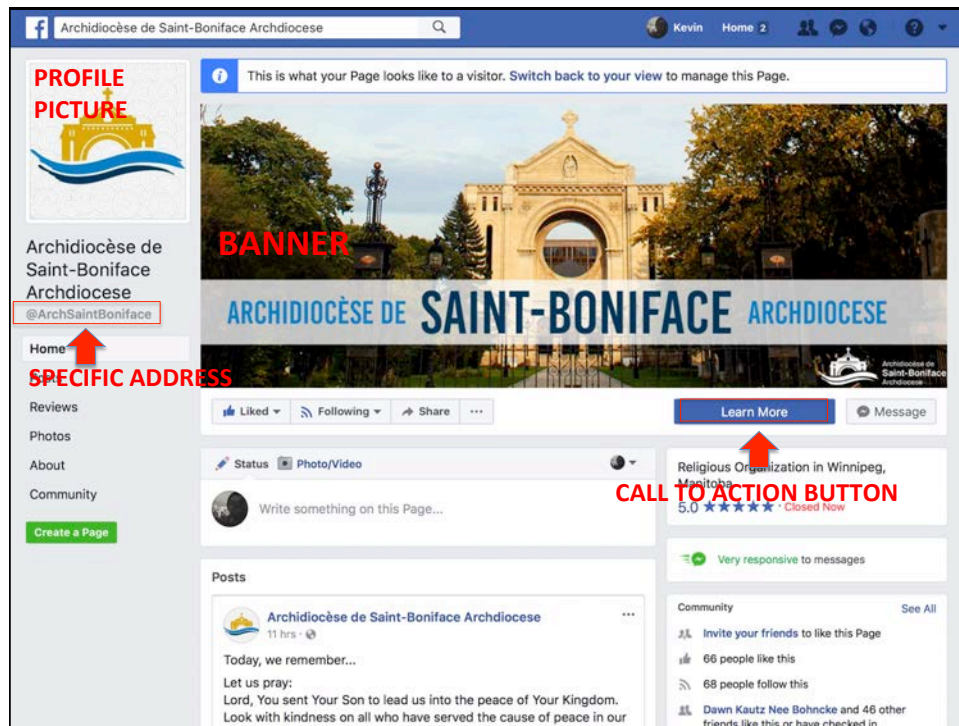 Archidiocèse de Saint-Boniface Archdiocese
Kevin Home 2
PROFILE
PICTURE
This is what your Page looks like to a visitor. Switch back to your view to manage this Page.
Archidiocèse de
Saint-Boniface
Archdiocese
@ArchSaintBoniface
BANNER
ARCHIDIOCÈSE DE SAINT-BONIFACE ARCHDIOCESE
Archidiocèse de
Saint-Boniface
Archdiocese
Home
SPECIFIC ADDRESS
Reviews
Photos
About
Community
Create a Page
Liked Following Share ...
Learn More
Message
Status Photo/Video
Write something on this Page...
Religious Organization in Winnipeg,
Manitoba
CALL TO ACTION BUTTON
5.0 ★★★★★ · Closed Now
Very responsive to messages
Posts
Archidiocèse de Saint-Boniface Archdiocese
11 hrs ·
Today, we remember...
Let us pray:
Lord, You sent Your Son to lead us into the peace of Your Kingdom.
Look with kindness on all who have served the cause of peace in our
Community See All
Invite your friends to like this Page
66 people like this
68 people follow this
Dawn Kautz Nee Bohncke and 46 other
friends like this or have checked in